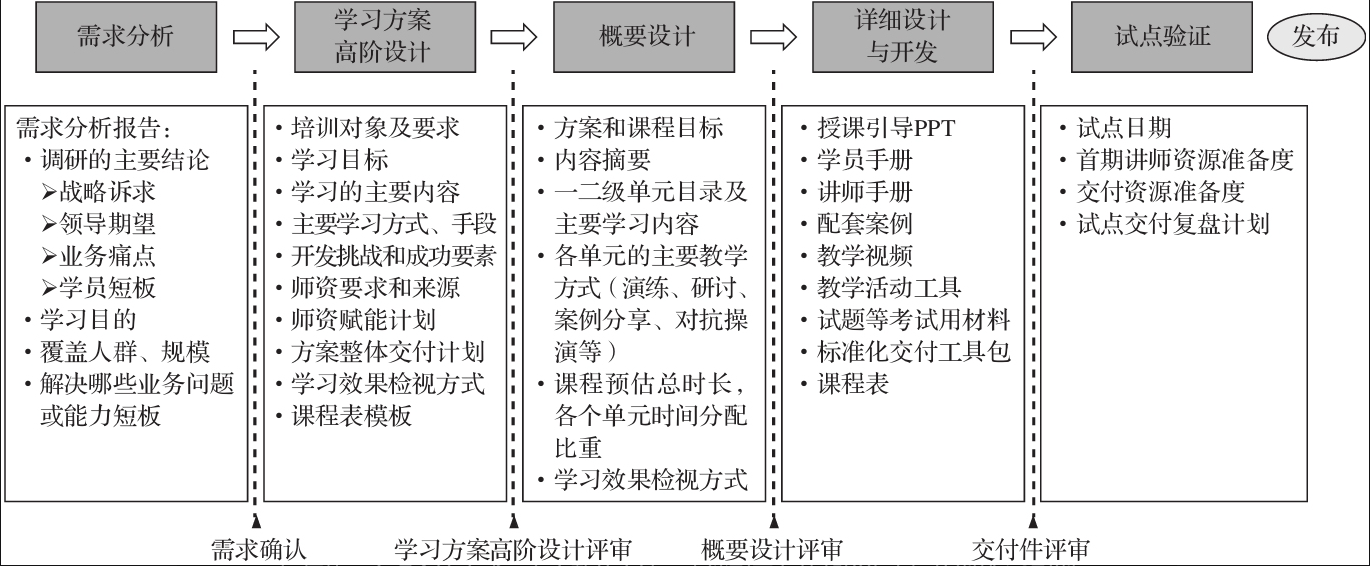 需求分析
学习方案
高阶设计
概要设计
详细设计
与开发
试点验证
发布
需求分析报告：
・调研的主要结论
➢战略诉求
➢领导期望
➢业务痛点
➢学员短板
・学习目的
・覆盖人群、规模
・解决哪些业务问题
或能力短板
・培训对象及要求
・学习目标
・学习的主要内容
・主要学习方式、手段
・开发挑战和成功要素
・师资要求和来源
・师资赋能计划
・方案整体交付计划
・学习效果检视方式
・课程表模板
・方案和课程目标
・内容摘要
・一二级单元目录及
主要学习内容
・各单元的主要教学
方式（演练、研讨、
案例分享、对抗操
演等）
・课程预估总时长，
各个单元时间分配
比重
・学习效果检视方式
・授课引导PPT
・学员手册
・讲师手册
・配套案例
・教学视频
・教学活动工具
・试题等考试用材料
・标准化交付工具包
・课程表
・试点日期
・首期讲师资源准备度
・交付资源准备度
・试点交付复盘计划
需求确认
学习方案高阶设计评审
概要设计评审
交付件评审